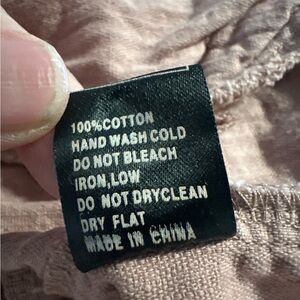 100%COTTON
HAND WASH COLD
DO NOT BLEACH
IRON,LOW
DO NOT DRYCLEAN
DRY FLAT
MADE IN CHINA